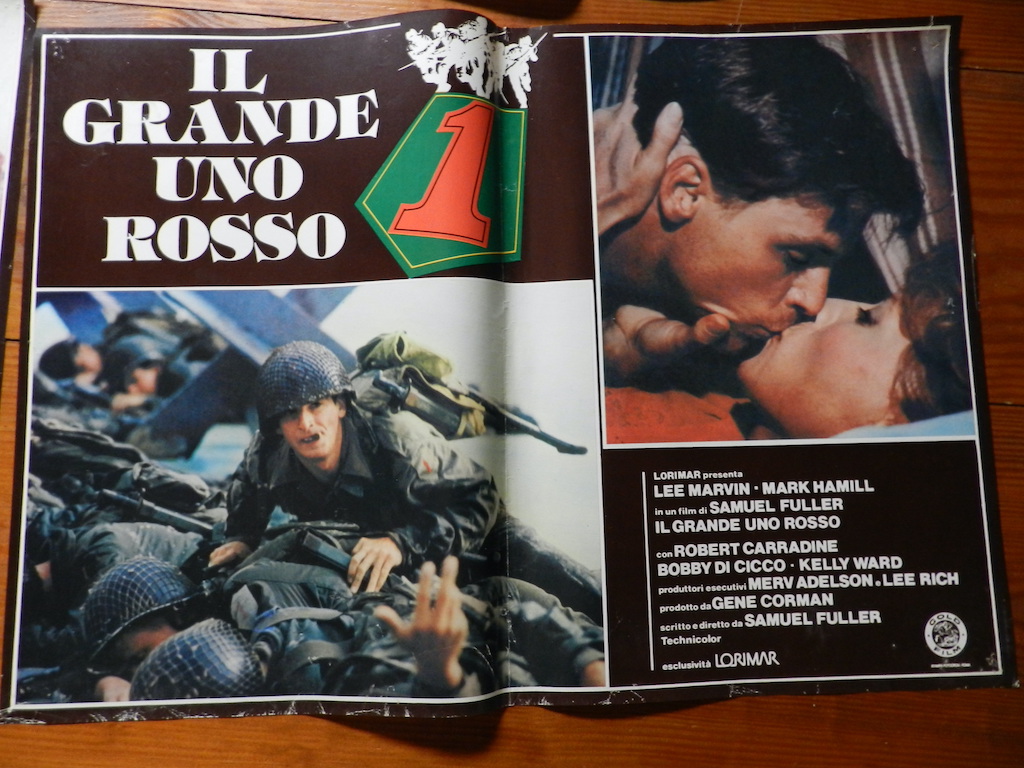 IL
GRANDE
UNO
ROSSO
1
LORIMAR presenta
LEE MARVIN · MARK HAMILL
in un film di SAMUEL FULLER
IL GRANDE UNO ROSSO
con ROBERT CARRADINE
BOBBY DI CICCO · KELLY WARD
produttori esecutivi MERV ADELSON e LEE RICH
prodotto da GENE CORMAN
scritto e diretto da SAMUEL FULLER
Technicolor
esclusività LORIMAR
GOLD
FILM